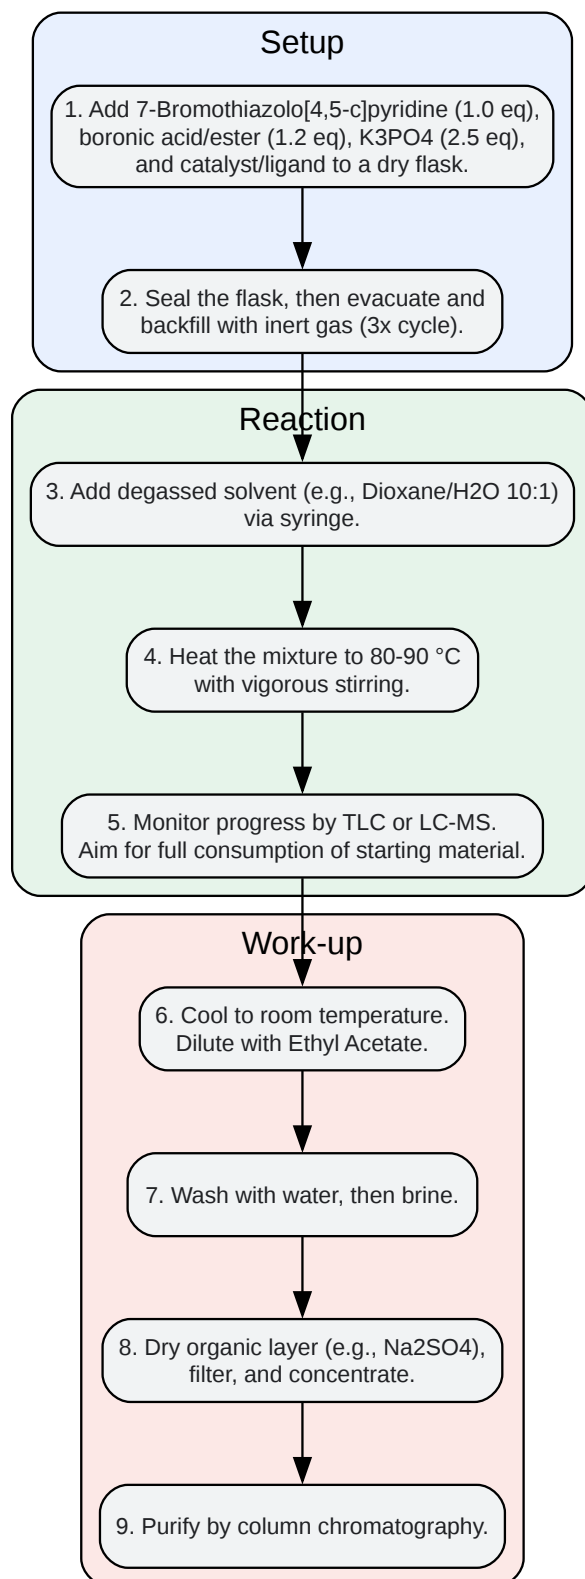 Setup
1. Add 7-Bromothiazolo[4,5-c]pyridine (1.0 eq),
boronic acid/ester (1.2 eq), K3PO4 (2.5 eq),
and catalyst/ligand to a dry flask.
2. Seal the flask, then evacuate and
backfill with inert gas (3x cycle).
Reaction
3. Add degassed solvent (e.g., Dioxane/H2O 10:1)
via syringe.
4. Heat the mixture to 80-90 °C
with vigorous stirring.
5. Monitor progress by TLC or LC-MS.
Aim for full consumption of starting material.
Work-up
6. Cool to room temperature.
Dilute with Ethyl Acetate.
7. Wash with water, then brine.
8. Dry organic layer (e.g., Na2SO4),
filter, and concentrate.
9. Purify by column chromatography.